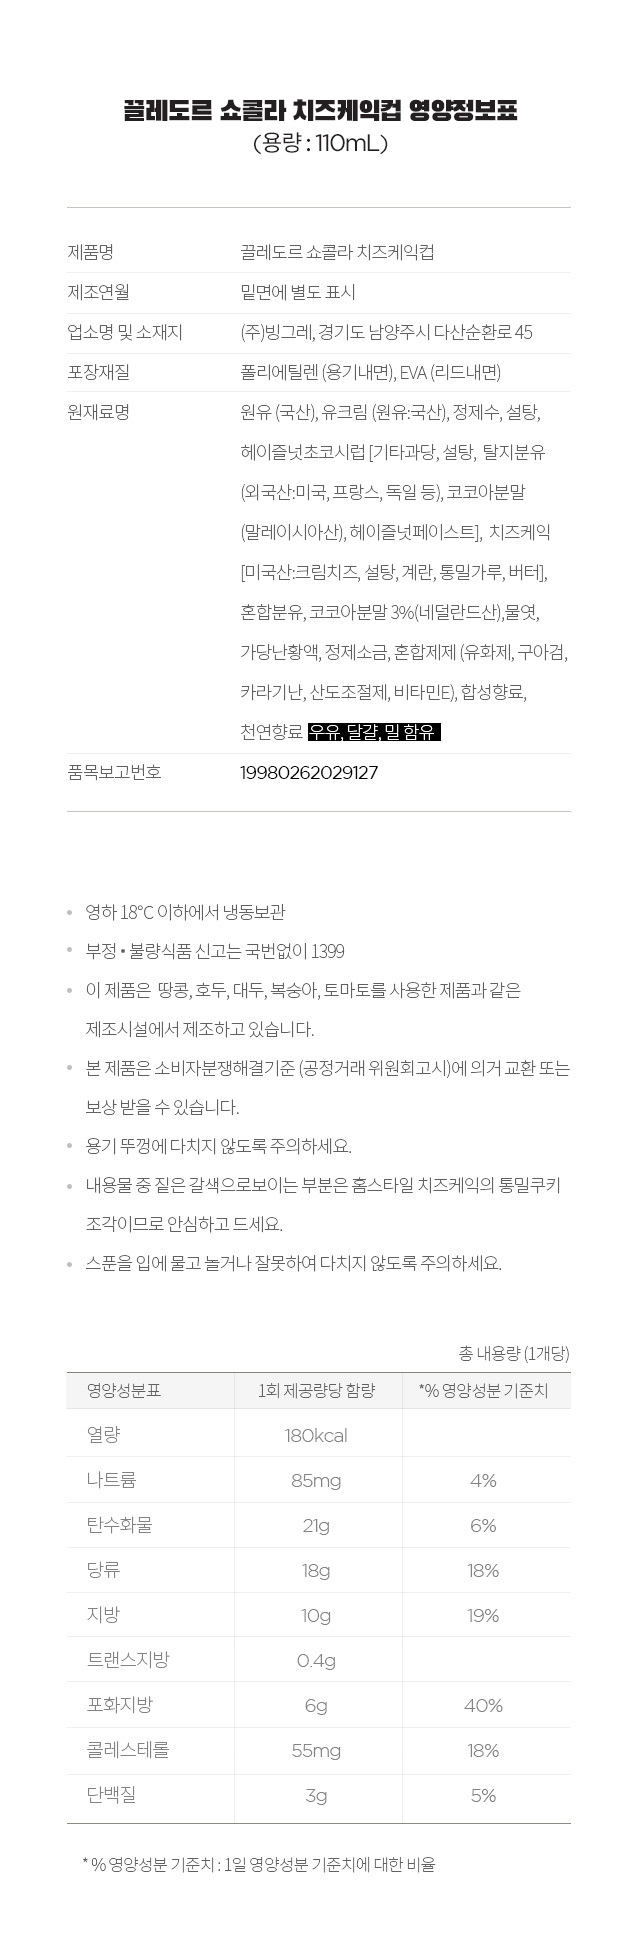 끌레도르 쇼콜라 치즈케익컵 영양정보표
(용량 : 110mL)
제품명 끌레도르 쇼콜라 치즈케익컵
제조연월 밑면에 별도 표시
업소명 및 소재지 (주)빙그레, 경기도 남양주시 다산순환로 45
포장재질 폴리에틸렌 (용기내면), EVA (리드내면)
원재료명 원유 (국산), 유크림 (원유:국산), 정제수, 설탕,
헤이즐넛초코시럽 [기타과당, 설탕, 탈지분유
(외국산:미국, 프랑스, 독일 등), 코코아분말
(말레이시아산), 헤이즐넛페이스트], 치즈케익
[미국산:크림치즈, 설탕, 계란, 통밀가루, 버터],
혼합분유, 코코아분말 3%(네덜란드산),물엿,
가당난황액, 정제소금, 혼합제제 (유화제, 구아검,
카라기난, 산도조절제, 비타민E), 합성향료,
천연향료 우유, 달걀, 밀 함유
품목보고번호 19980262029127
• 영하 18°C 이하에서 냉동보관
• 부정 • 불량식품 신고는 국번없이 1399
• 이 제품은 땅콩, 호두, 대두, 복숭아, 토마토를 사용한 제품과 같은
제조시설에서 제조하고 있습니다.
• 본 제품은 소비자분쟁해결기준 (공정거래 위원회고시)에 의거 교환 또는
보상 받을 수 있습니다.
• 용기 뚜껑에 다치지 않도록 주의하세요.
• 내용물 중 짙은 갈색으로보이는 부분은 홈스타일 치즈케익의 통밀쿠키
조각이므로 안심하고 드세요.
• 스푼을 입에 물고 놀거나 잘못하여 다치지 않도록 주의하세요.
총 내용량 (1개당)
영양성분표 1회 제공량당 함량 *% 영양성분 기준치
열량 180kcal
나트륨 85mg 4%
탄수화물 21g 6%
당류 18g 18%
지방 10g 19%
트랜스지방 0.4g
포화지방 6g 40%
콜레스테롤 55mg 18%
단백질 3g 5%
* % 영양성분 기준치 : 1일 영양성분 기준치에 대한 비율